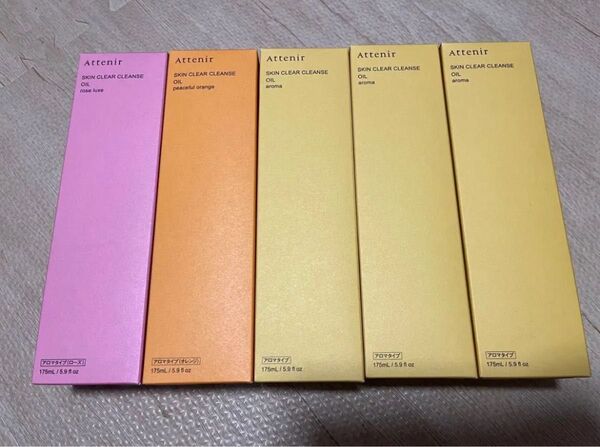 Attenir
SKIN CLEAR CLEANSE
OIL
rose luxe
アロマタイプ(ローズ)
175mL / 5.9 fl oz
Attenir
SKIN CLEAR CLEANSE
OIL
peaceful orange
アロマタイプ(オレンジ)
175mL / 5.9 fl oz
Attenir
SKIN CLEAR CLEANSE
OIL
aroma
アロマタイプ
175mL / 5.9 fl oz
Attenir
SKIN CLEAR CLEANSE
OIL
aroma
アロマタイプ
175mL / 5.9 fl oz
Attenir
SKIN CLEAR CLEANSE
OIL
aroma
アロマタイプ
175mL / 5.9 fl oz